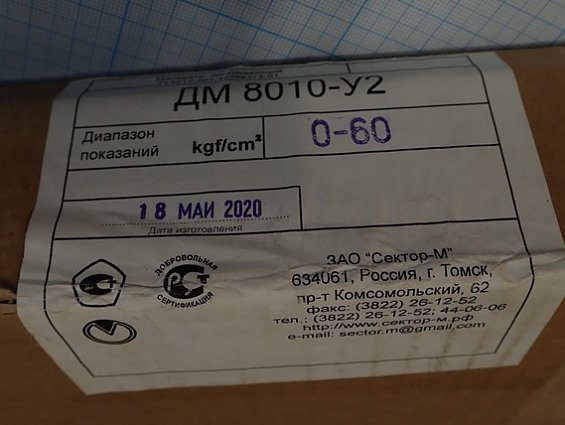 ДМ 8010-У2
Диапазон
показаний
kgf/cm²
0-60
18 МАЙ 2020
Дата изготовления
ДОБРОВОЛЬНАЯ
СЕРТИФИКАЦИЯ
ЗАО "Сектор-М"
634061, Россия, г. Томск,
пр-т Комсомольский, 62
факс: (3822) 26-12-52
тел.: (3822) 26-12-52; 44-06-06
http://www.сектор-м.рф
e-mail: sector.m@gmail.com